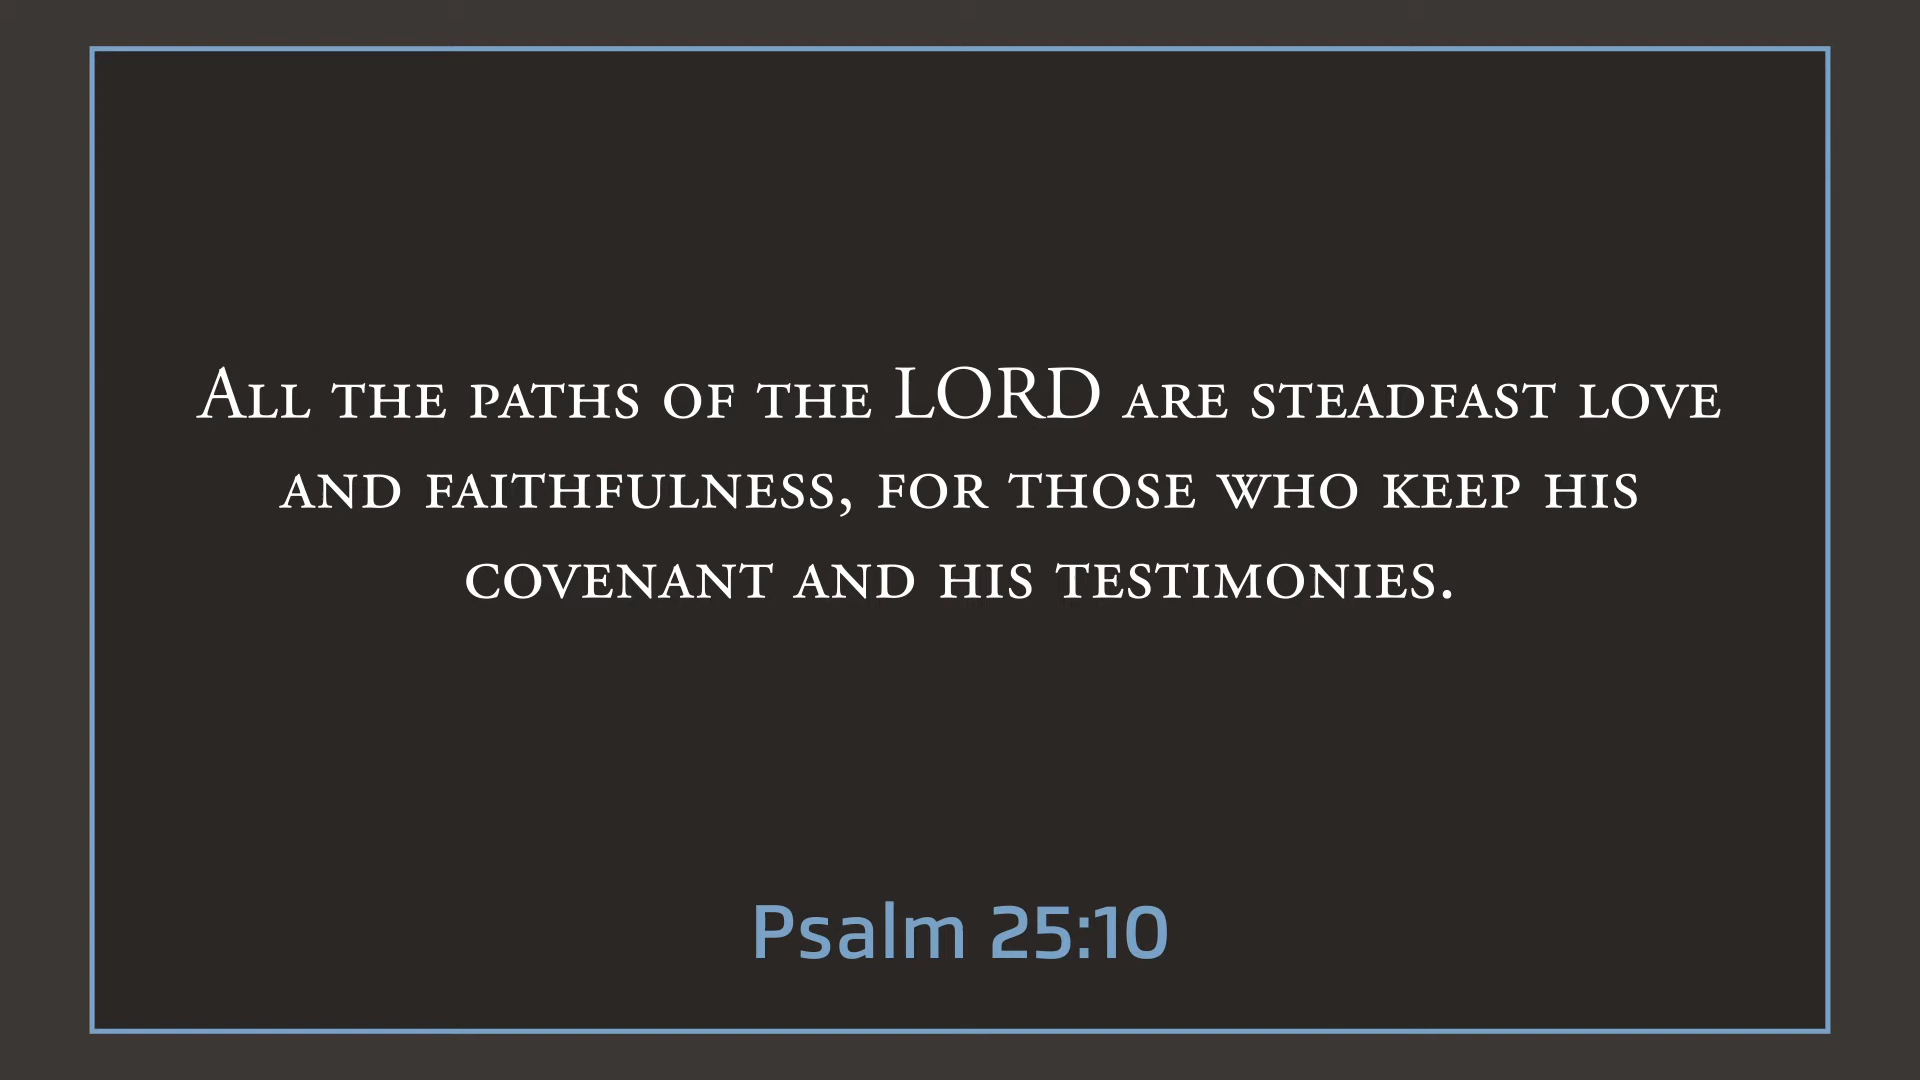 All the paths of the LORD are steadfast love
and faithfulness, for those who keep his
covenant and his testimonies.
Psalm 25:10